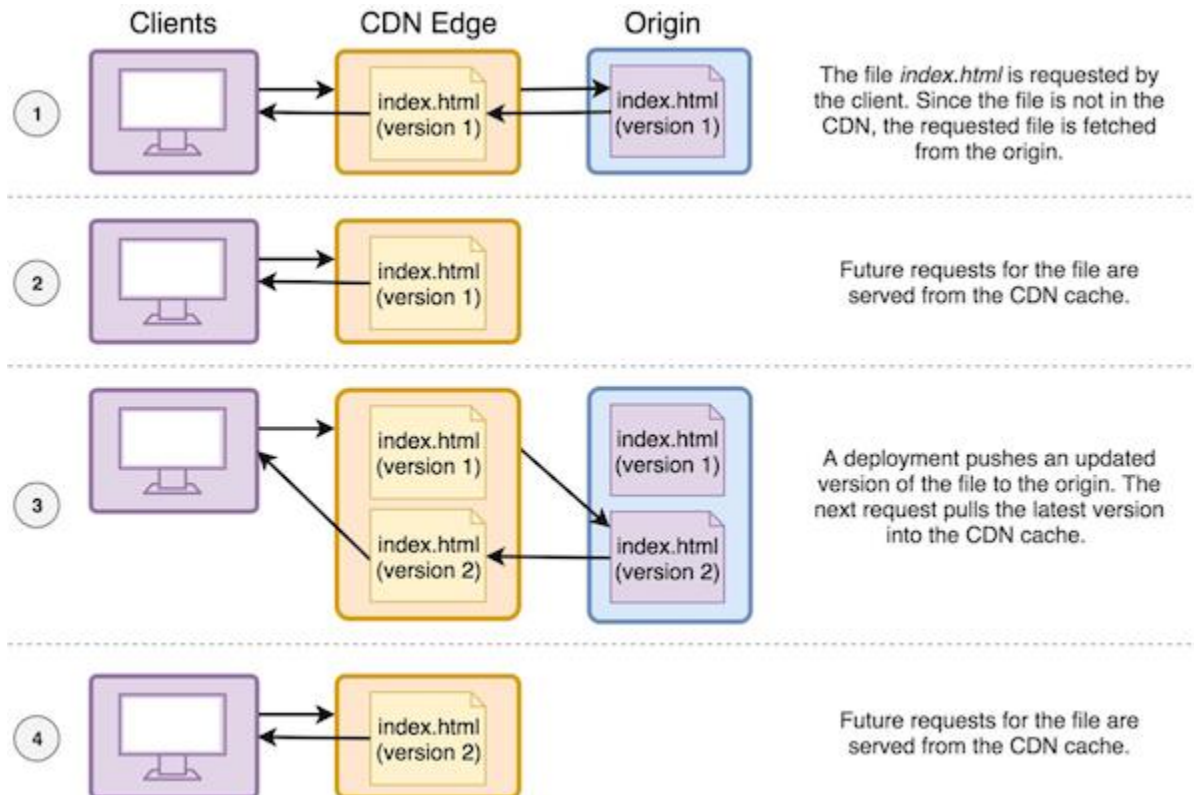 Clients
CDN Edge
Origin
1
index.html
(version 1)
index.html
(version 1)
The file index.html is requested by
the client. Since the file is not in the
CDN, the requested file is fetched
from the origin.
2
index.html
(version 1)
Future requests for the file are
served from the CDN cache.
3
index.html
(version 1)
index.html
(version 2)
index.html
(version 1)
index.html
(version 2)
A deployment pushes an updated
version of the file to the origin. The
next request pulls the latest version
into the CDN cache.
4
index.html
(version 2)
Future requests for the file are
served from the CDN cache.